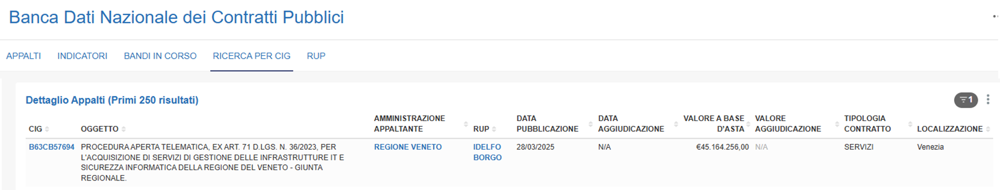 Banca Dati Nazionale dei Contratti Pubblici
APPALTI INDICATORI BANDI IN CORSO RICERCA PER CIG RUP
Dettaglio Appalti (Primi 250 risultati)
1
CIG OGGETTO AMMINISTRAZIONE APPALTANTE RUP DATA PUBBLICAZIONE DATA AGGIUDICAZIONE VALORE A BASE D'ASTA VALORE AGGIUDICAZIONE TIPOLOGIA CONTRATTO LOCALIZZAZIONE
B63CB57694 PROCEDURA APERTA TELEMATICA, EX ART. 71 D.LGS. N. 36/2023, PER REGIONE VENETO IDELFO 28/03/2025 N/A €45.164.256,00 N/A SERVIZI Venezia
L'ACQUISIZIONE DI SERVIZI DI GESTIONE DELLE INFRASTRUTTURE IT E BORGO
SICUREZZA INFORMATICA DELLA REGIONE DEL VENETO - GIUNTA
REGIONALE.